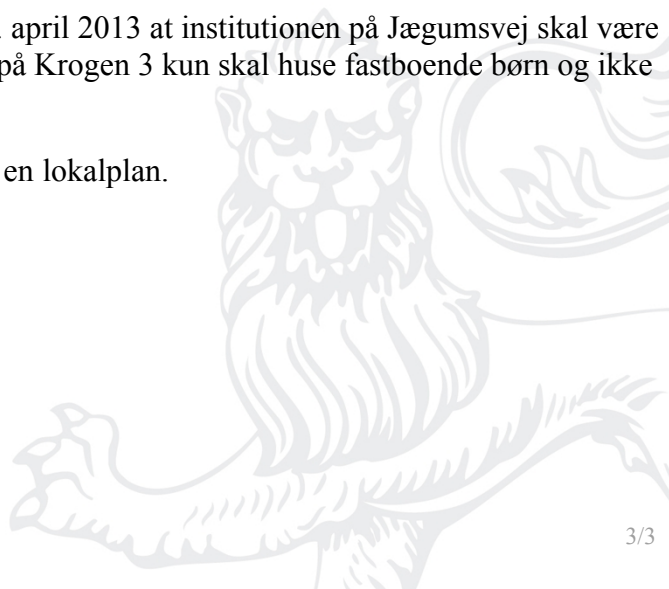 april 2013 at institutionen på Jægumsvej skal være
på Krogen 3 kun skal huse fastboende børn og ikke
en lokalplan.
3/3